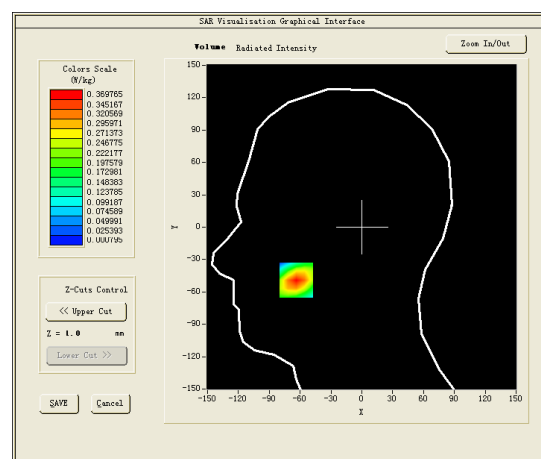 SAR Visualisation Graphical Interface
Volume Radiated Intensity
Zoom In/Out
Colors Scale
(W/kg)
0.369765
0.345167
0.320569
0.295971
0.271373
0.246775
0.222177
0.197579
0.172981
0.148383
0.123785
0.099187
0.074589
0.049991
0.025393
0.000795
Z-Cuts Control
<< Upper Cut
Z = 1.0 mm
Lower Cut >>
SAVE Cancel
150
120
90
60
30
0
-30
-60
-90
-120
-150
Y
-150 -120 -90 -60 -30 0 30 60 90 120 150
X